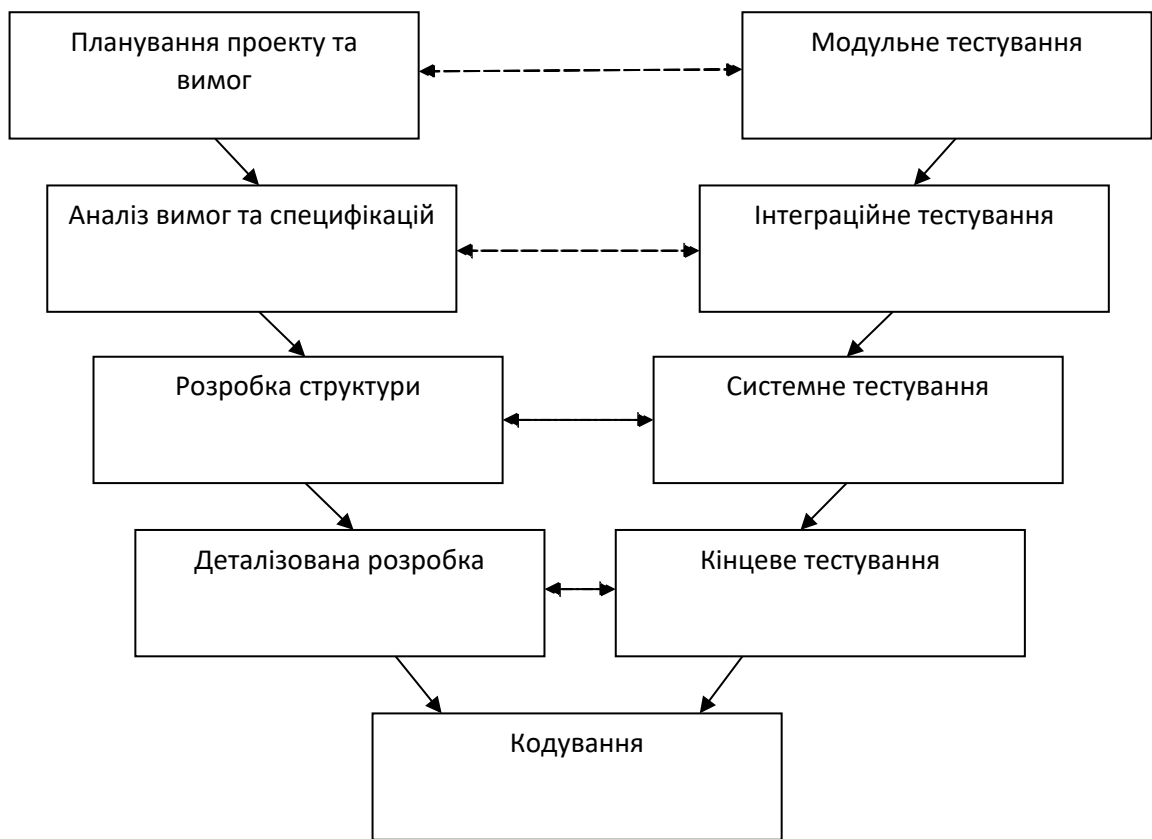 Планування проекту та
вимог
Модульне тестування
Аналіз вимог та специфікацій
Інтеграційне тестування
Розробка структури
Системне тестування
Деталізована розробка
Кінцеве тестування
Кодування